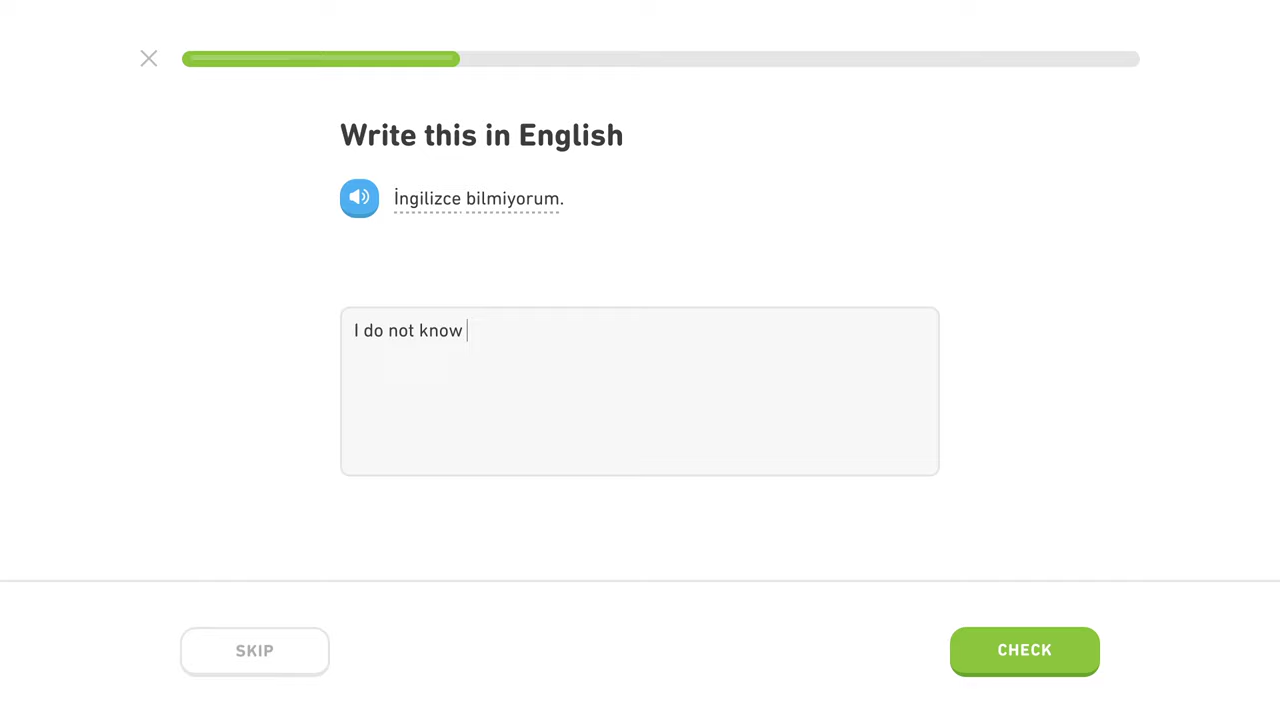 Write this in English
İngilizce bilmiyorum.
I do not know
SKIP
CHECK